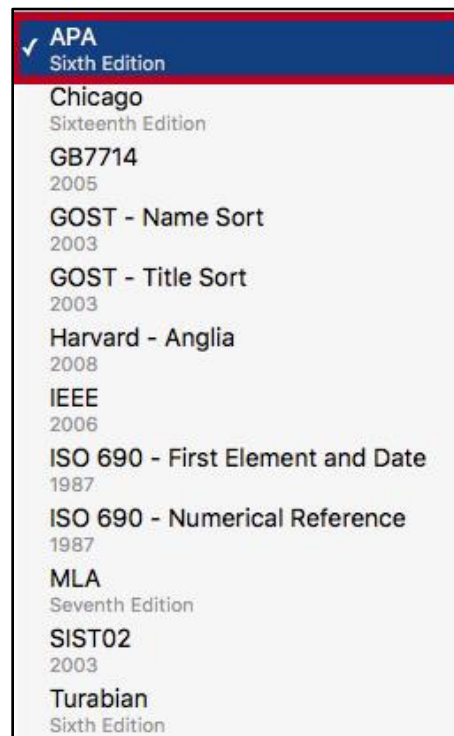 ✓ APA
Sixth Edition
Chicago
Sixteenth Edition
GB7714
2005
GOST - Name Sort
2003
GOST - Title Sort
2003
Harvard - Anglia
2008
IEEE
2006
ISO 690 - First Element and Date
1987
ISO 690 - Numerical Reference
1987
MLA
Seventh Edition
SIST02
2003
Turabian
Sixth Edition